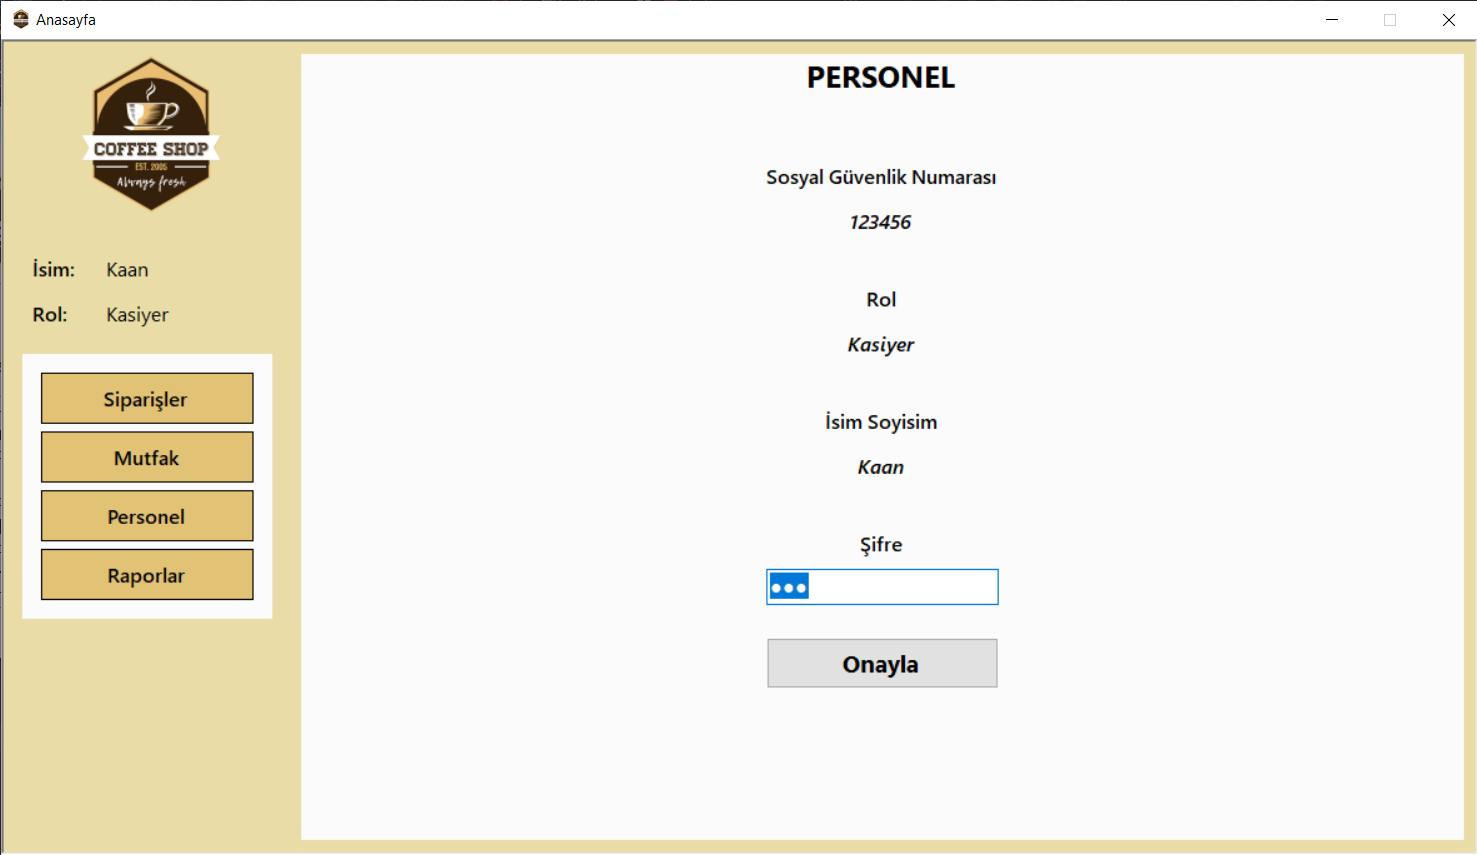 Anasayfa
COFFEE SHOP
EST. 2005
Always fresh
İsim: Kaan
Rol: Kasiyer
Siparişler
Mutfak
Personel
Raporlar
PERSONEL
Sosyal Güvenlik Numarası
123456
Rol
Kasiyer
İsim Soyisim
Kaan
Şifre
●●●
Onayla